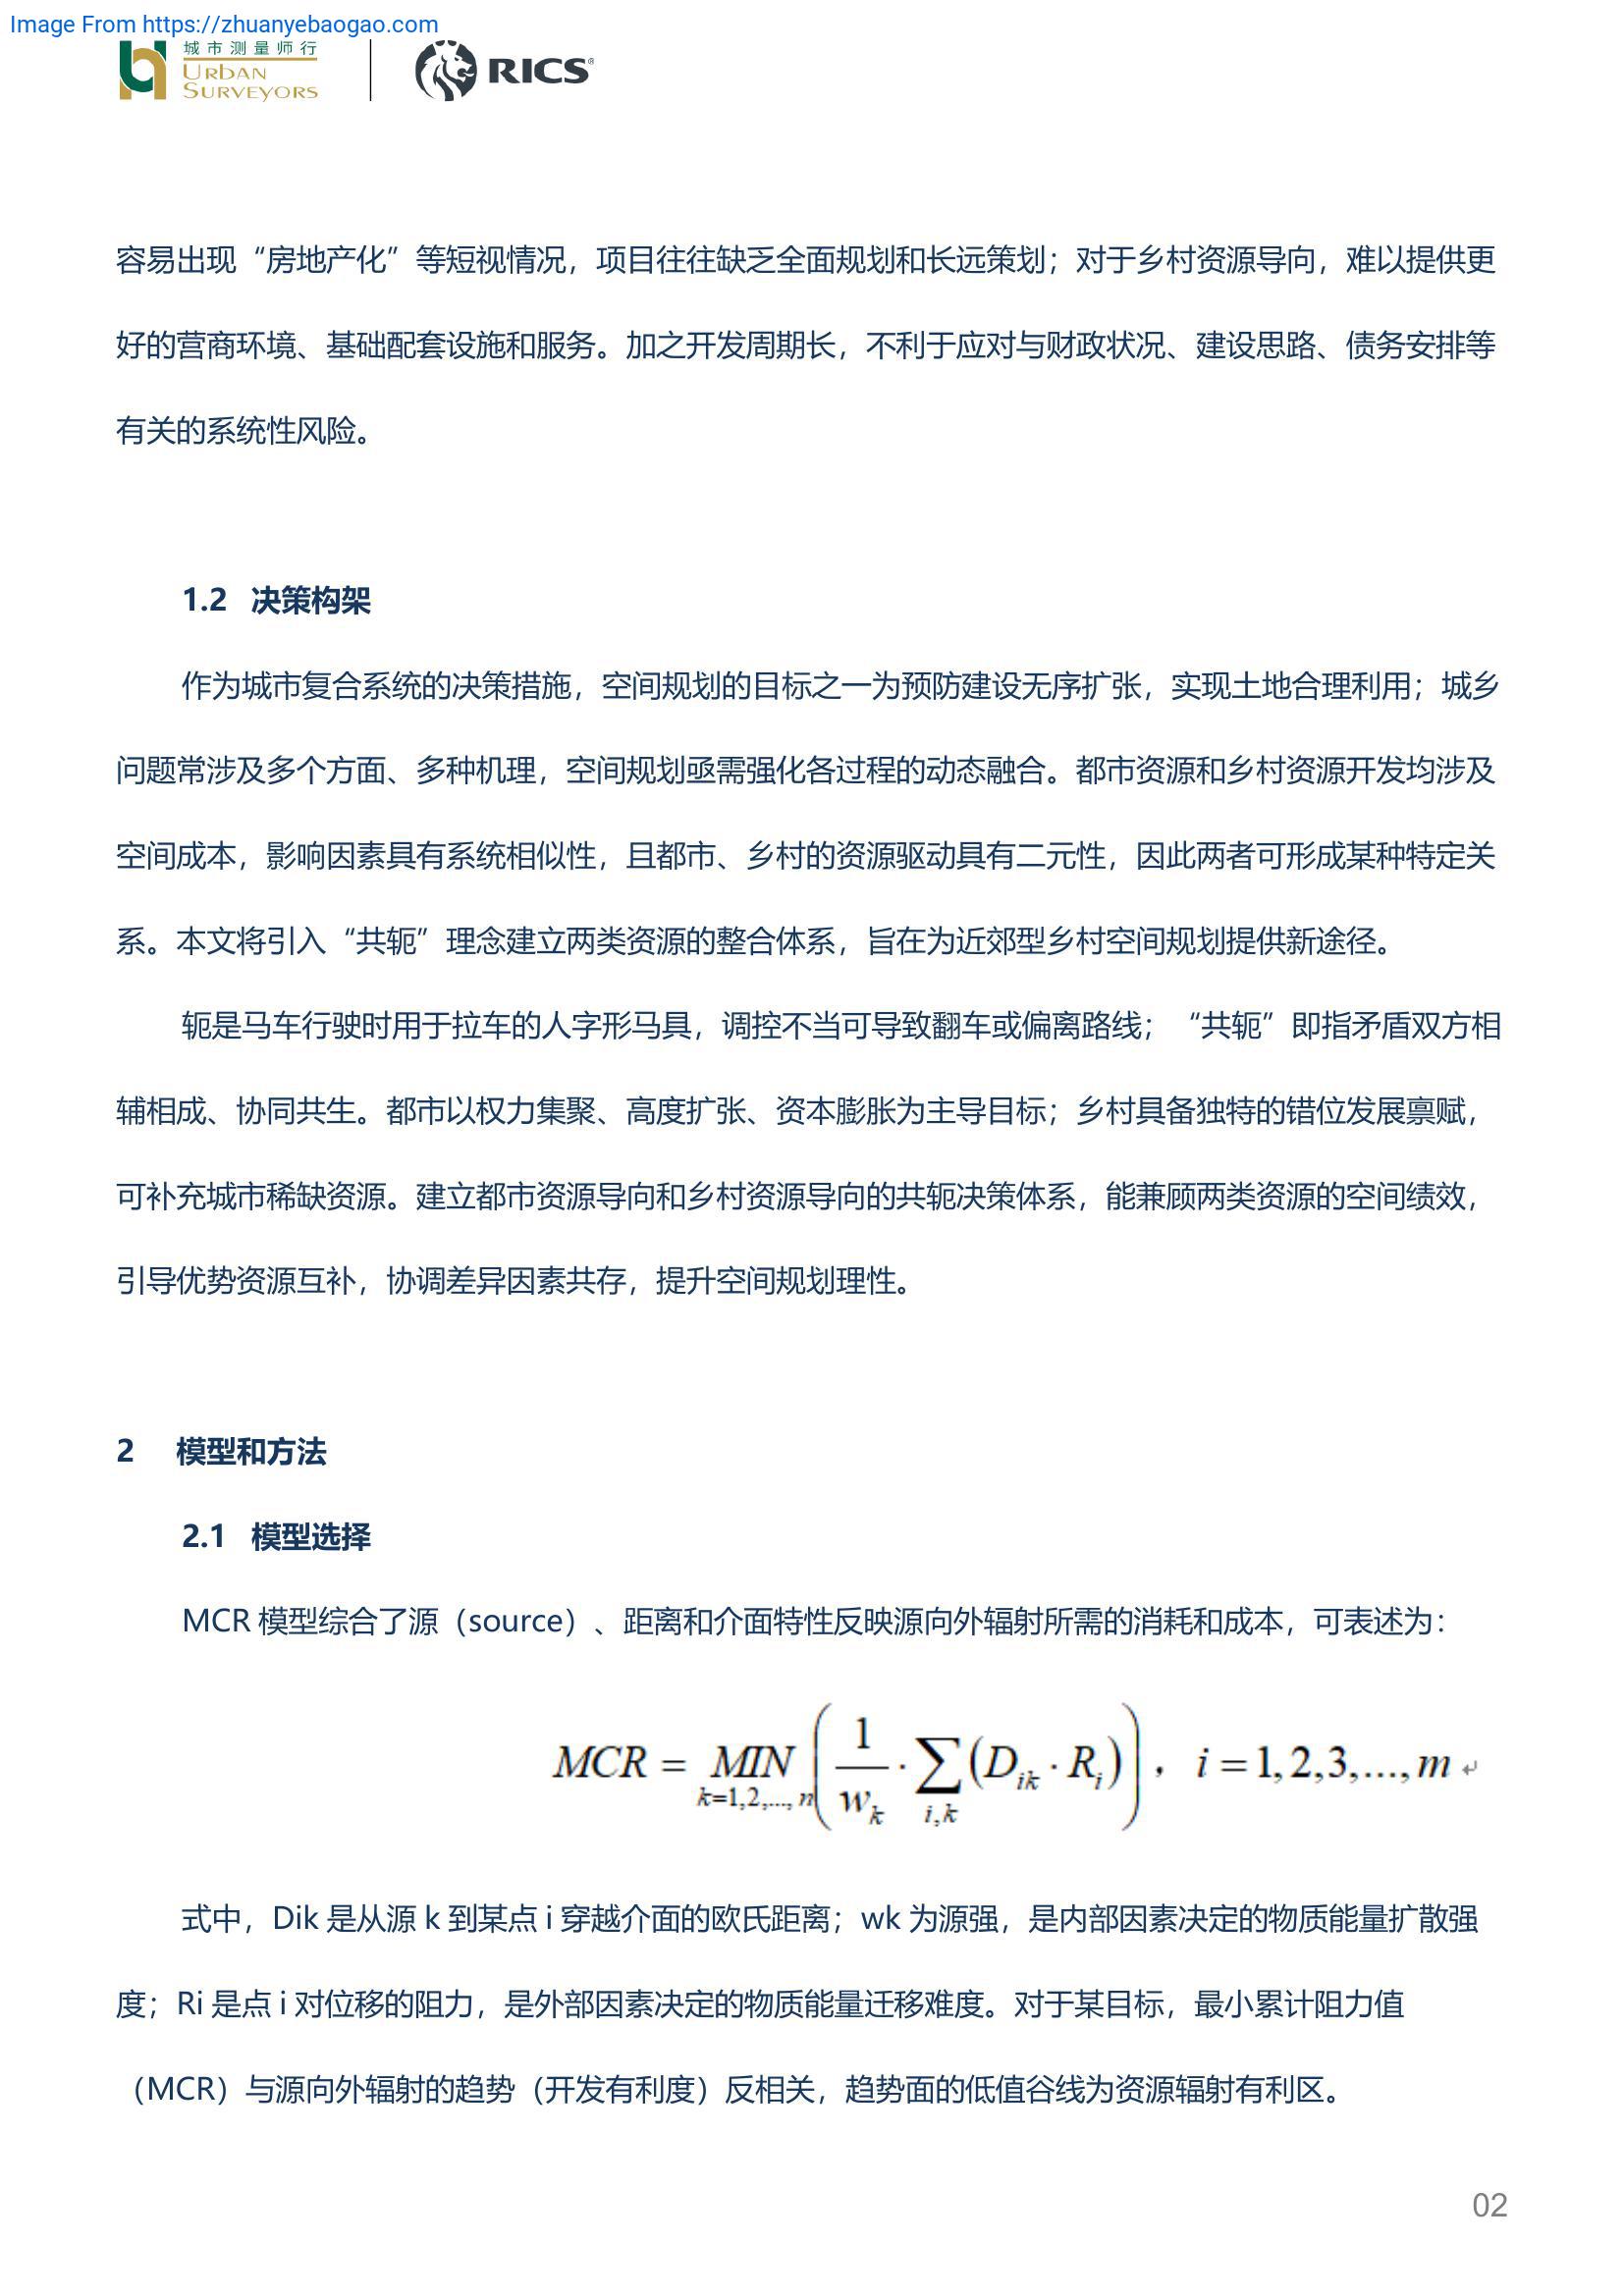 Image From https://zhuanyebaogao.com
城市测量师行
URBAN
SURVEYORS
RICS®
容易出现“房地产化”等短视情况，项目往往缺乏全面规划和长远策划；对于乡村资源导向，难以提供更
好的营商环境、基础配套设施和服务。加之开发周期长，不利于应对与财政状况、建设思路、债务安排等
有关的系统性风险。
1.2 决策构架
作为城市复合系统的决策措施，空间规划的目标之一为预防建设无序扩张，实现土地合理利用；城乡
问题常涉及多个方面、多种机理，空间规划亟需强化各过程的动态融合。都市资源和乡村资源开发均涉及
空间成本，影响因素具有系统相似性，且都市、乡村的资源驱动具有二元性，因此两者可形成某种特定关
系。本文将引入“共轭”理念建立两类资源的整合体系，旨在为近郊型乡村空间规划提供新途径。
轭是马车行驶时用于拉车的人字形马具，调控不当可导致翻车或偏离路线；“共轭”即指矛盾双方相
辅相成、协同共生。都市以权力集聚、高度扩张、资本膨胀为主导目标；乡村具备独特的错位发展禀赋，
可补充城市稀缺资源。建立都市资源导向和乡村资源导向的共轭决策体系，能兼顾两类资源的空间绩效，
引导优势资源互补，协调差异因素共存，提升空间规划理性。
2 模型和方法
2.1 模型选择
MCR 模型综合了源（source）、距离和介面特性反映源向外辐射所需的消耗和成本，可表述为：
MCR = MIN_{k=1,2,...,n} ( 1/w_k · ∑_{i,k} (D_{ik} · R_i) )，i = 1, 2, 3, ..., m ↵
式中，Dik 是从源 k 到某点 i 穿越介面的欧氏距离；wk 为源强，是内部因素决定的物质能量扩散强
度；Ri 是点 i 对位移的阻力，是外部因素决定的物质能量迁移难度。对于某目标，最小累计阻力值
（MCR）与源向外辐射的趋势（开发有利度）反相关，趋势面的低值谷线为资源辐射有利区。
02